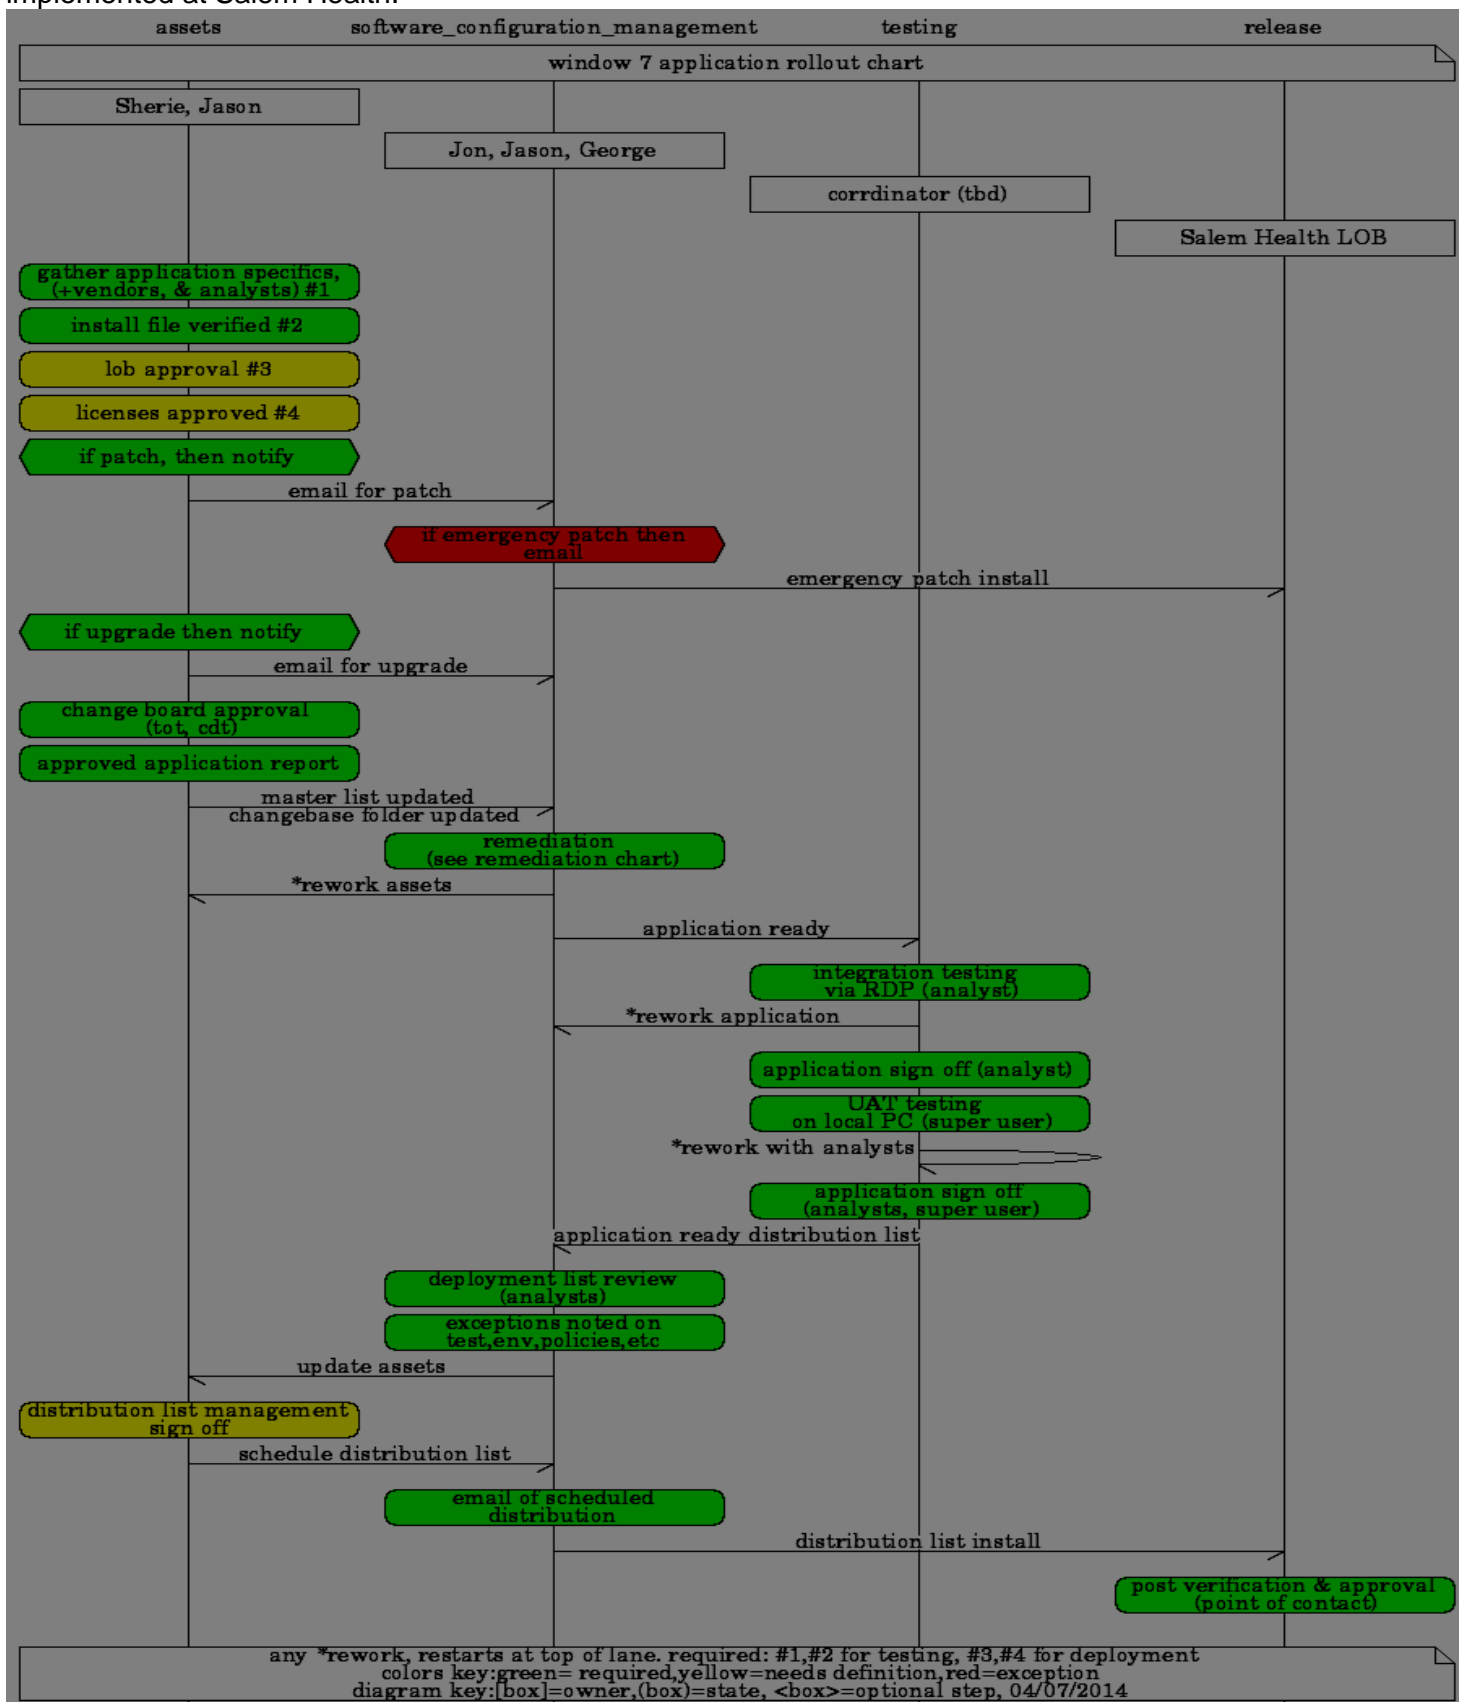 implemented at Salem Health.
assets software_configuration_management testing release
window 7 application rollout chart
Sherie, Jason
Jon, Jason, George
corrdinator (tbd)
Salem Health LOB
gather application specifics,
(+vendors, & analysts) #1
install file verified #2
lob approval #3
licenses approved #4
if patch, then notify
email for patch
if emergency patch then
email
emergency patch install
if upgrade then notify
email for upgrade
change board approval
(tot, cdt)
approved application report
master list updated
changebase folder updated
remediation
(see remediation chart)
*rework assets
application ready
integration testing
via RDP (analyst)
*rework application
application sign off (analyst)
UAT testing
on local PC (super user)
*rework with analysts
application sign off
(analysts, super user)
application ready distribution list
deployment list review
(analysts)
exceptions noted on
test,env,policies,etc
update assets
distribution list management
sign off
schedule distribution list
email of scheduled
distribution
distribution list install
post verification & approval
(point of contact)
any *rework, restarts at top of lane. required: #1,#2 for testing, #3,#4 for deployment
colors key:green= required,yellow=needs definition,red=exception
diagram key:[box]=owner,(box)=state, <box>=optional step, 04/07/2014